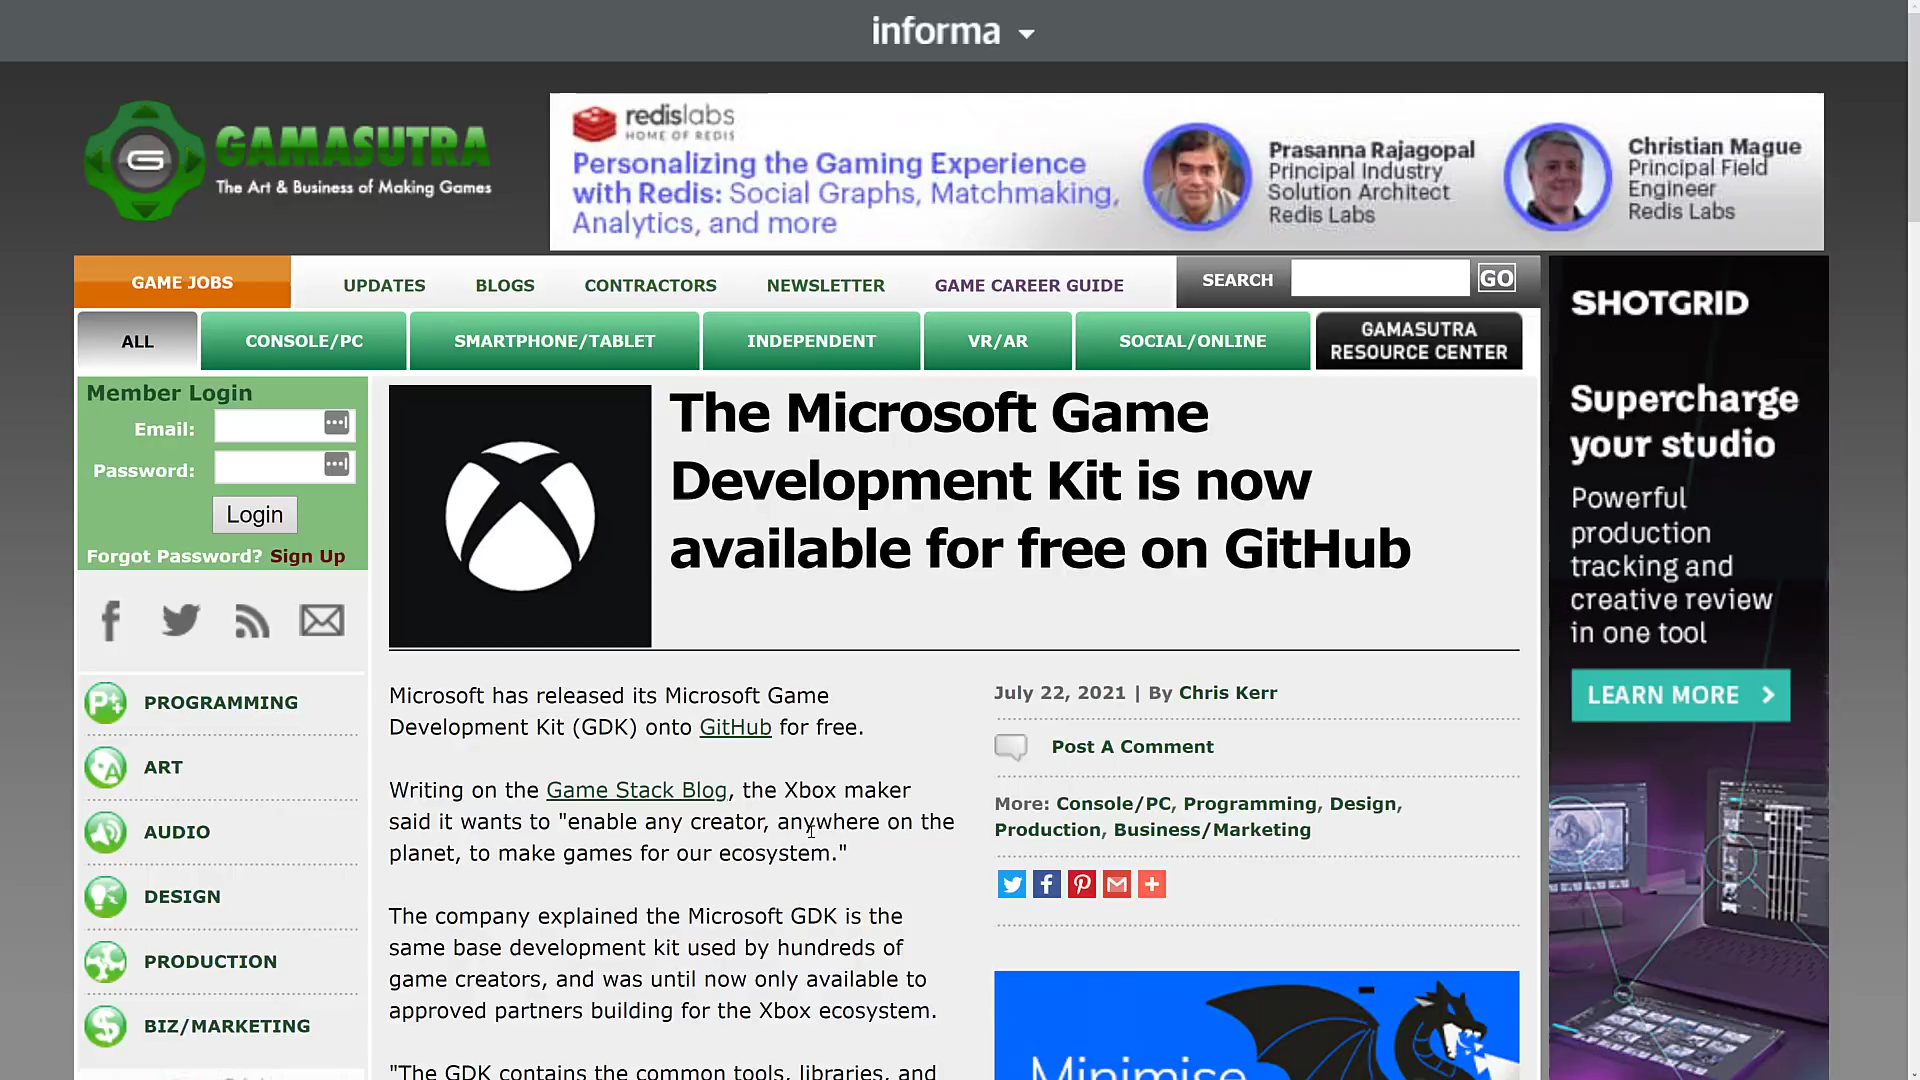 informa
GAMASUTRA
The Art & Business of Making Games
redislabs
HOME OF REDIS
Personalizing the Gaming Experience
with Redis: Social Graphs, Matchmaking,
Analytics, and more
Prasanna Rajagopal
Principal Industry
Solution Architect
Redis Labs
Christian Mague
Principal Field
Engineer
Redis Labs
GAME JOBS
UPDATES
BLOGS
CONTRACTORS
NEWSLETTER
GAME CAREER GUIDE
SEARCH
GO
ALL
CONSOLE/PC
SMARTPHONE/TABLET
INDEPENDENT
VR/AR
SOCIAL/ONLINE
GAMASUTRA
RESOURCE CENTER
Member Login
Email:
Password:
Login
Forgot Password? Sign Up
PROGRAMMING
ART
AUDIO
DESIGN
PRODUCTION
BIZ/MARKETING
The Microsoft Game
Development Kit is now
available for free on GitHub
Microsoft has released its Microsoft Game
Development Kit (GDK) onto GitHub for free.
Writing on the Game Stack Blog, the Xbox maker
said it wants to "enable any creator, anywhere on the
planet, to make games for our ecosystem."
The company explained the Microsoft GDK is the
same base development kit used by hundreds of
game creators, and was until now only available to
approved partners building for the Xbox ecosystem.
"The GDK contains the common tools, libraries, and
July 22, 2021 | By Chris Kerr
Post A Comment
More: Console/PC, Programming, Design,
Production, Business/Marketing
Minimise
SHOTGRID
Supercharge
your studio
Powerful
production
tracking and
creative review
in one tool
LEARN MORE